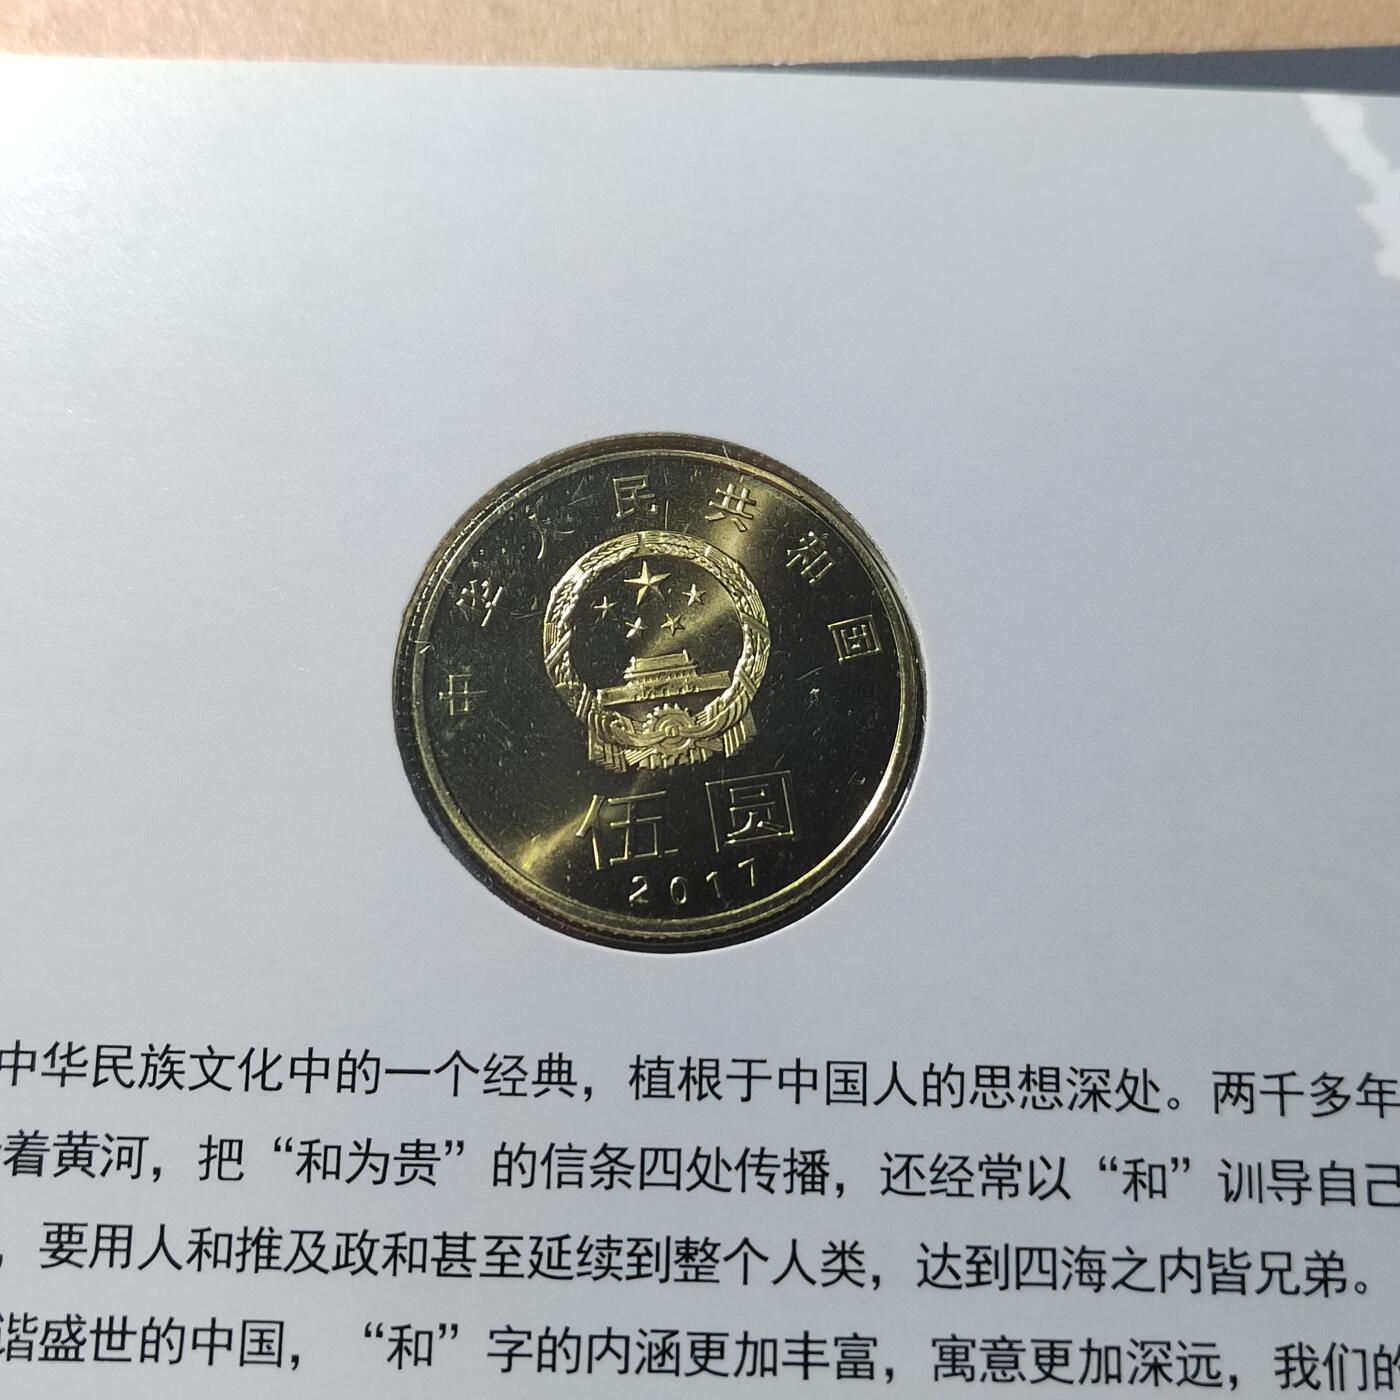 中华人民共和国
伍圆
2017
中华民族文化中的一个经典，植根于中国人的思想深处。两千多年
着黄河，把“和为贵”的信条四处传播，还经常以“和”训导自己
，要用人和推及政和甚至延续到整个人类，达到四海之内皆兄弟。
谐盛世的中国，“和”字的内涵更加丰富，寓意更加深远，我们的